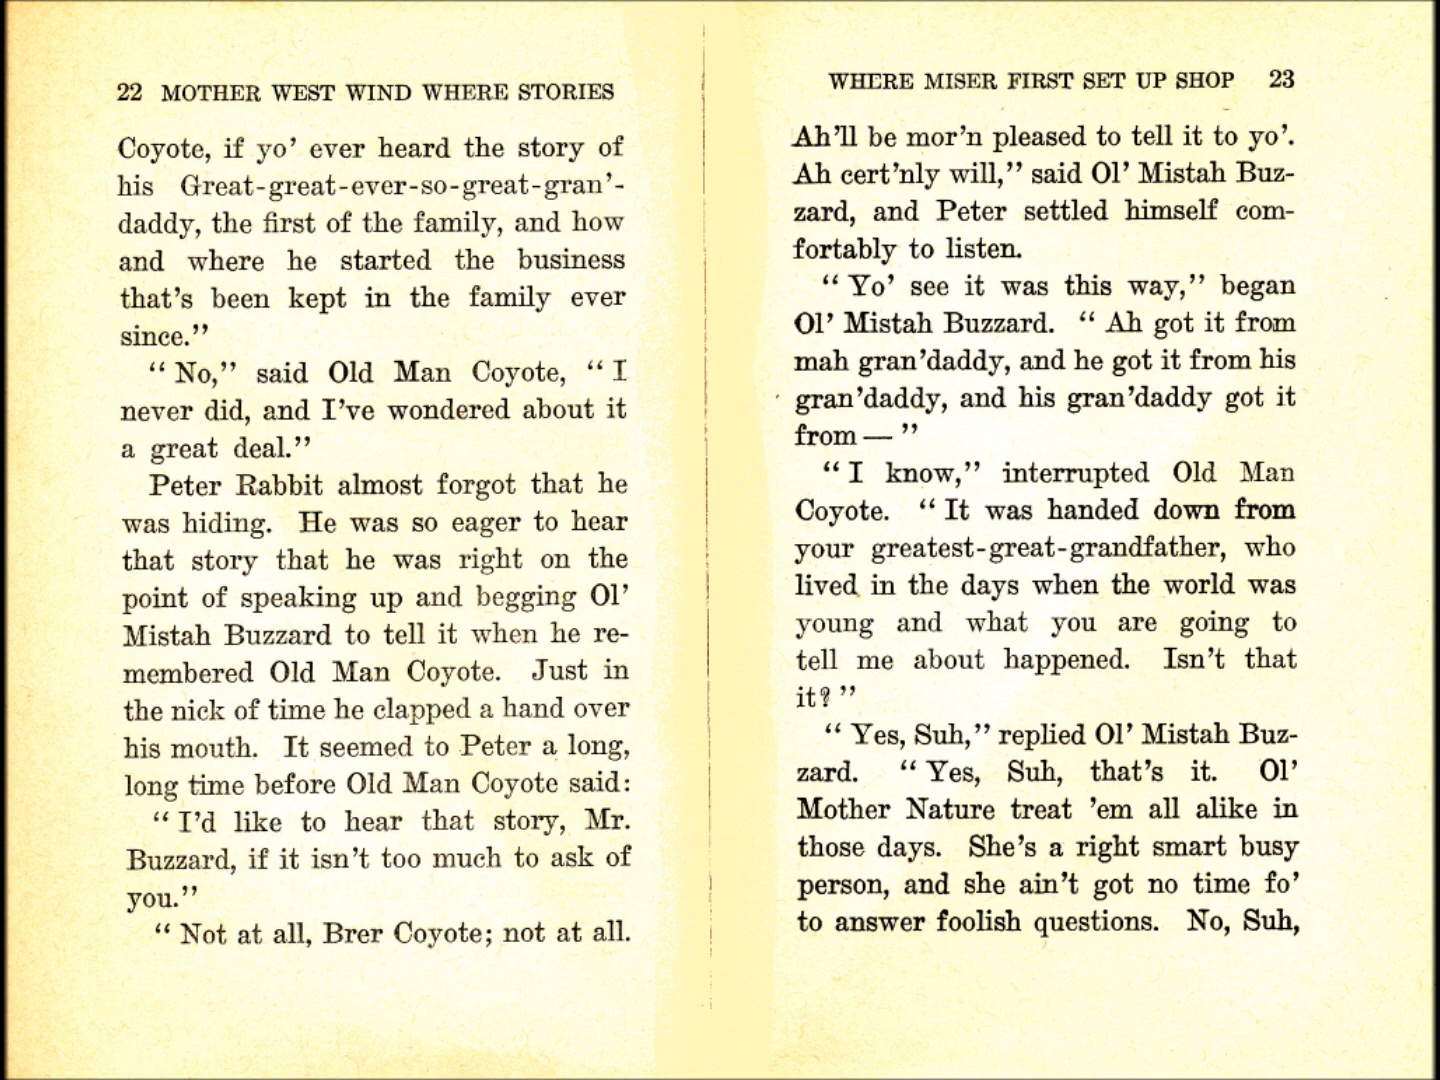 22 MOTHER WEST WIND WHERE STORIES
Coyote, if yo’ ever heard the story of
his Great-great-ever-so-great-gran’-
daddy, the first of the family, and how
and where he started the business
that’s been kept in the family ever
since.”
“ No,” said Old Man Coyote, “ I
never did, and I’ve wondered about it
a great deal.”
Peter Rabbit almost forgot that he
was hiding. He was so eager to hear
that story that he was right on the
point of speaking up and begging Ol’
Mistah Buzzard to tell it when he re-
membered Old Man Coyote. Just in
the nick of time he clapped a hand over
his mouth. It seemed to Peter a long,
long time before Old Man Coyote said:
“ I’d like to hear that story, Mr.
Buzzard, if it isn’t too much to ask of
you.”
“ Not at all, Brer Coyote; not at all.
WHERE MISER FIRST SET UP SHOP 23
Ah’ll be mor’n pleased to tell it to yo’.
Ah cert’nly will,” said Ol’ Mistah Buz-
zard, and Peter settled himself com-
fortably to listen.
“ Yo’ see it was this way,” began
Ol’ Mistah Buzzard. “ Ah got it from
mah gran’daddy, and he got it from his
gran’daddy, and his gran’daddy got it
from — ”
“ I know,” interrupted Old Man
Coyote. “ It was handed down from
your greatest-great-grandfather, who
lived in the days when the world was
young and what you are going to
tell me about happened. Isn’t that
it? ”
“ Yes, Suh,” replied Ol’ Mistah Buz-
zard. “ Yes, Suh, that’s it. Ol’
Mother Nature treat ’em all alike in
those days. She’s a right smart busy
person, and she ain’t got no time fo’
to answer foolish questions. No, Suh,